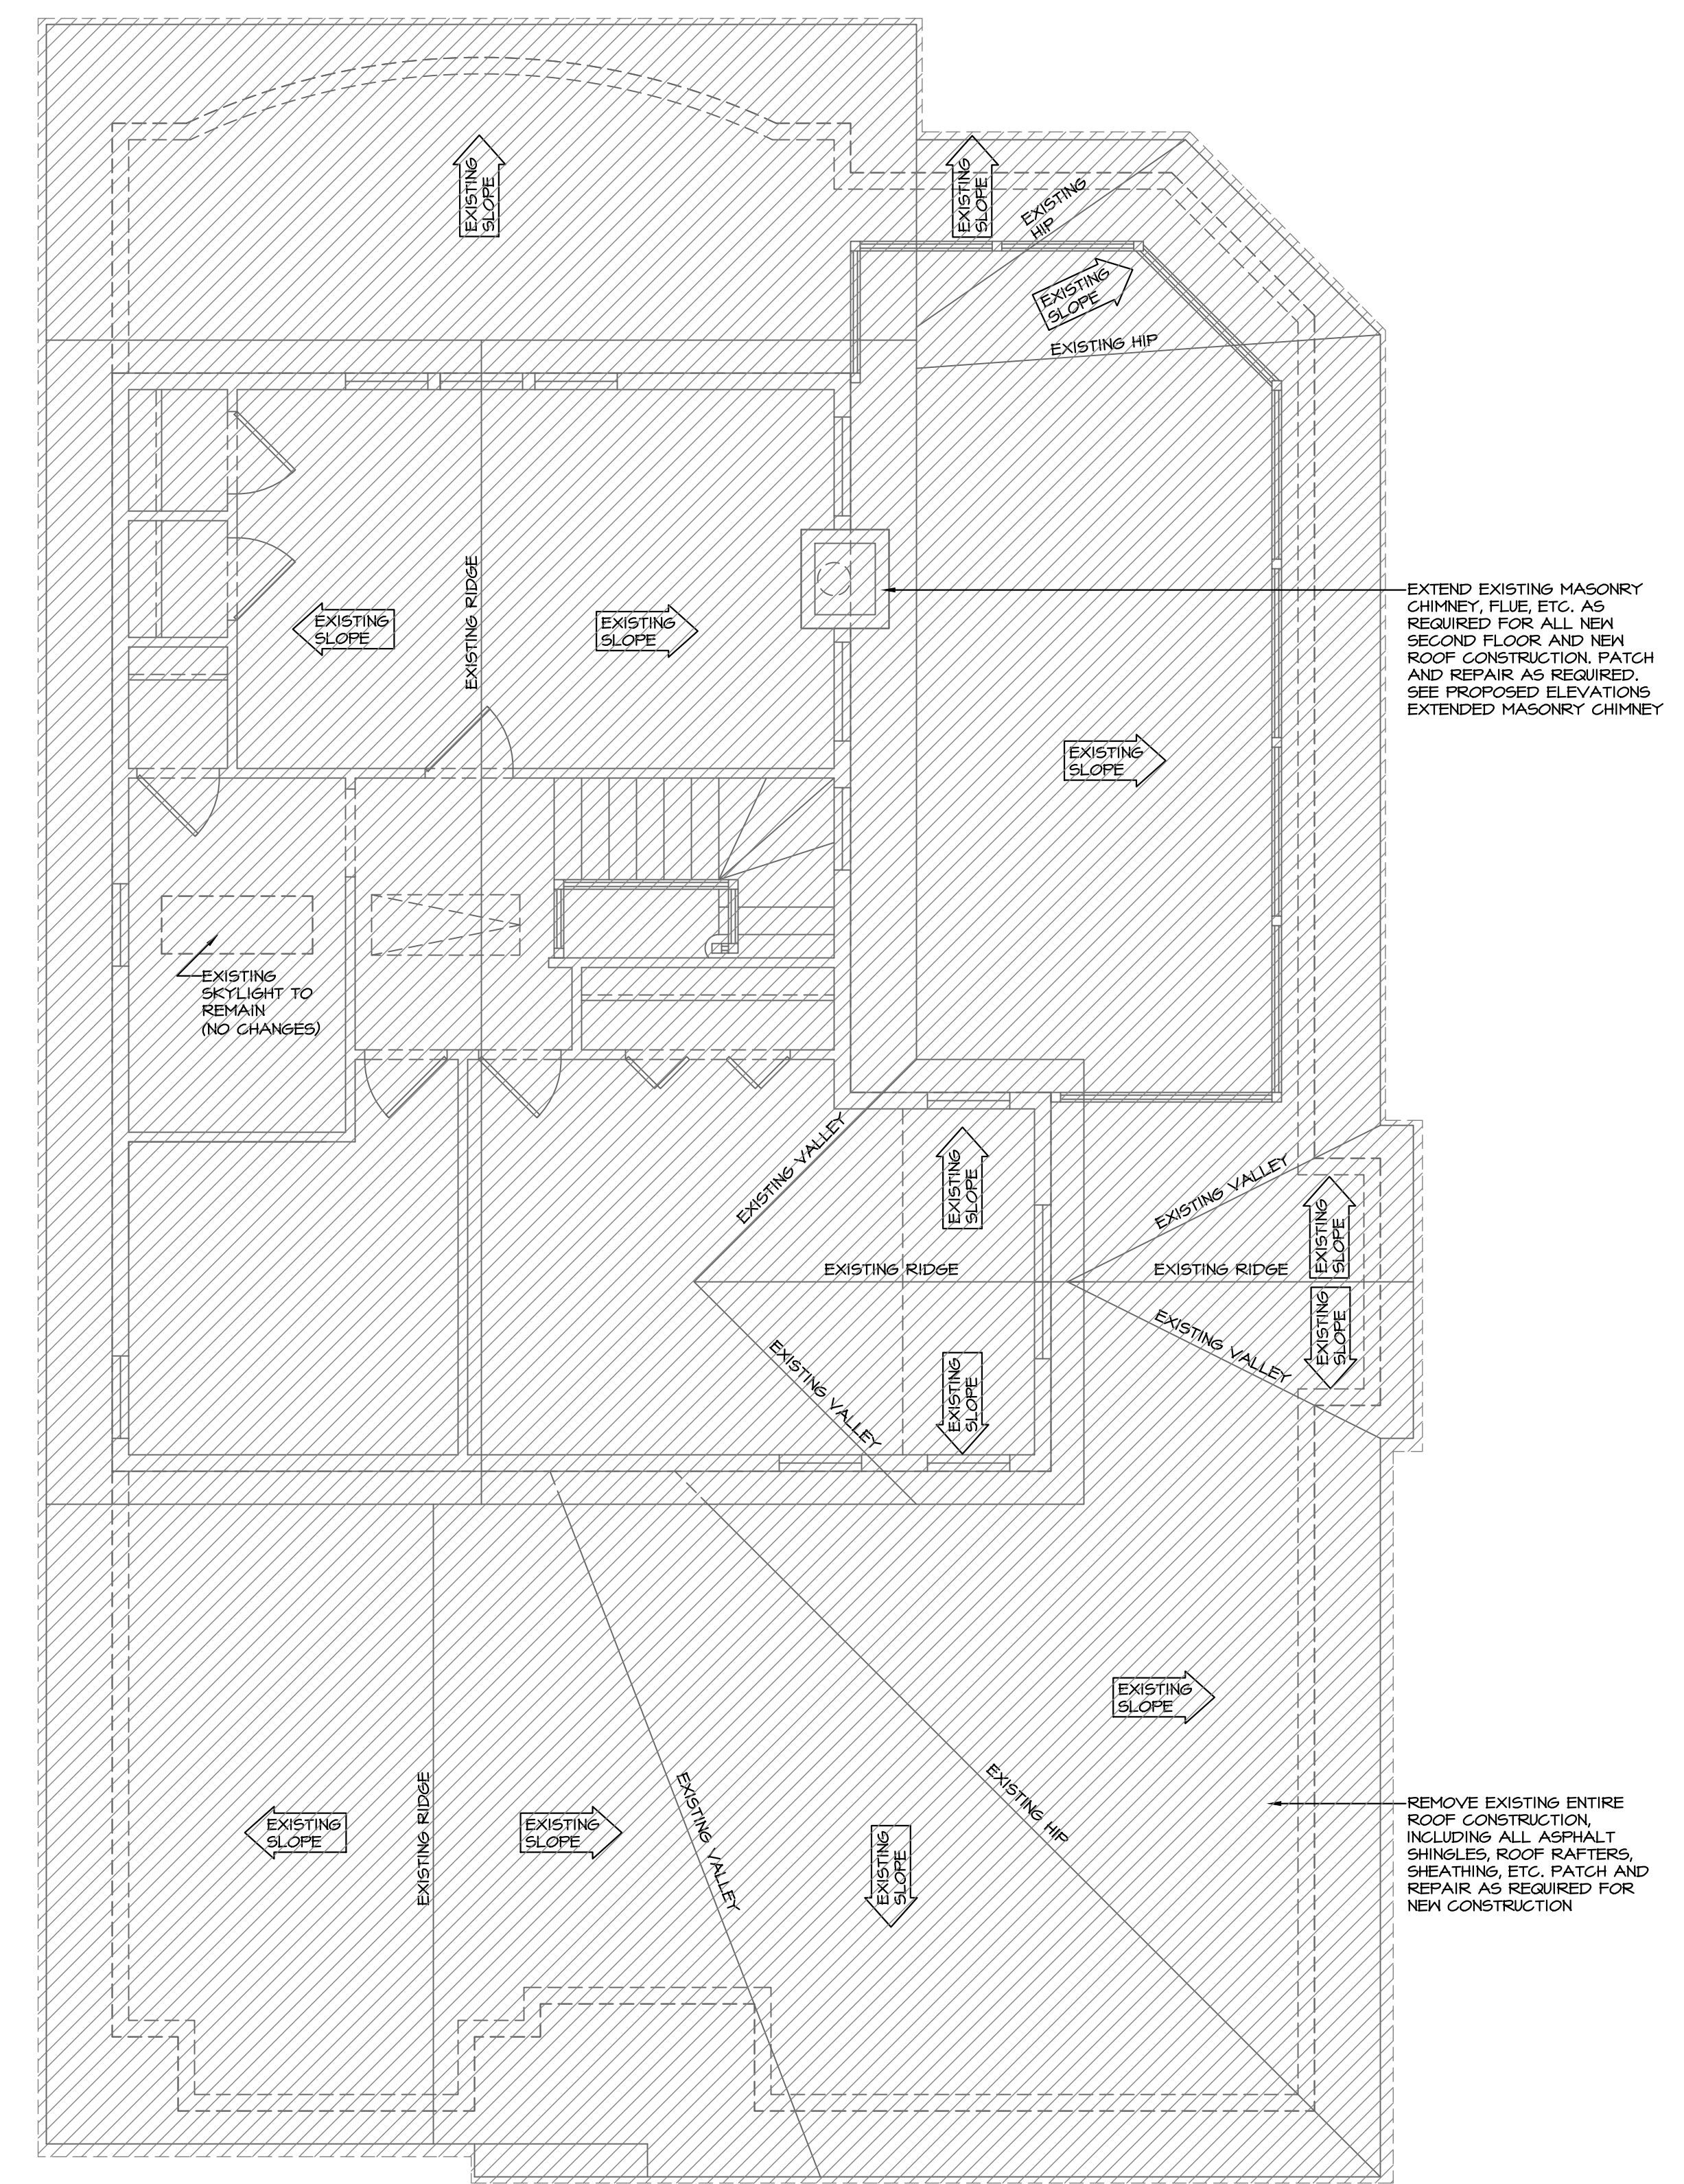 EXISTING
SLOPE
EXISTING
SLOPE
EXISTING
HIP
EXISTING
SLOPE
EXISTING HIP
EXISTING RIDGE
EXISTING
SLOPE
EXISTING
SLOPE
EXTEND EXISTING MASONRY
CHIMNEY, FLUE, ETC. AS
REQUIRED FOR ALL NEW
SECOND FLOOR AND NEW
ROOF CONSTRUCTION. PATCH
AND REPAIR AS REQUIRED.
SEE PROPOSED ELEVATIONS
EXTENDED MASONRY CHIMNEY
EXISTING
SLOPE
EXISTING
SKYLIGHT TO
REMAIN
(NO CHANGES)
EXISTING VALLEY
EXISTING
SLOPE
EXISTING VALLEY
EXISTING
SLOPE
EXISTING RIDGE
EXISTING RIDGE
EXISTING VALLEY
EXISTING
SLOPE
EXISTING VALLEY
EXISTING
SLOPE
EXISTING
SLOPE
EXISTING
SLOPE
EXISTING RIDGE
EXISTING
SLOPE
EXISTING VALLEY
EXISTING
SLOPE
EXISTING HIP
REMOVE EXISTING ENTIRE
ROOF CONSTRUCTION,
INCLUDING ALL ASPHALT
SHINGLES, ROOF RAFTERS,
SHEATHING, ETC. PATCH AND
REPAIR AS REQUIRED FOR
NEW CONSTRUCTION